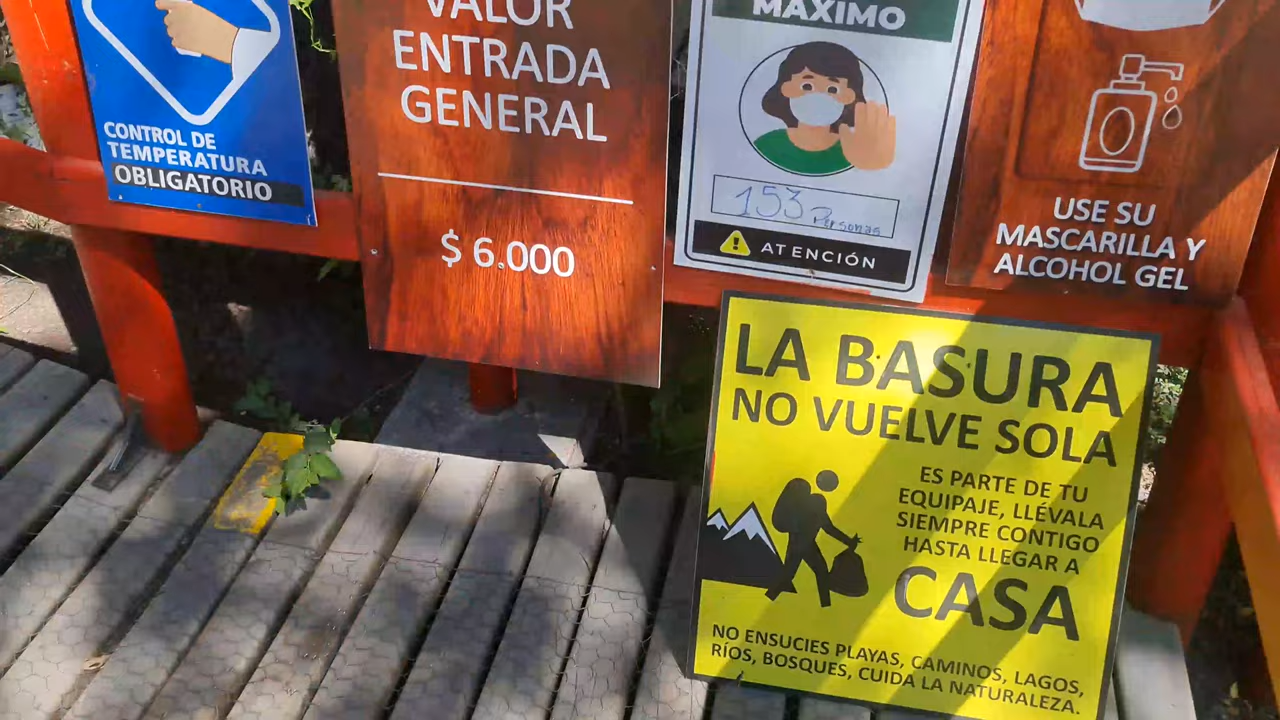 CONTROL DE
TEMPERATURA
OBLIGATORIO
VALOR
ENTRADA
GENERAL
$ 6.000
MÁXIMO
153 Personas
ATENCIÓN
USE SU
MASCARILLA Y
ALCOHOL GEL
LA BASURA
NO VUELVE SOLA
ES PARTE DE TU
EQUIPAJE, LLÉVALA
SIEMPRE CONTIGO
HASTA LLEGAR A
CASA
NO ENSUCIES PLAYAS, CAMINOS, LAGOS,
RÍOS, BOSQUES, CUIDA LA NATURALEZA.